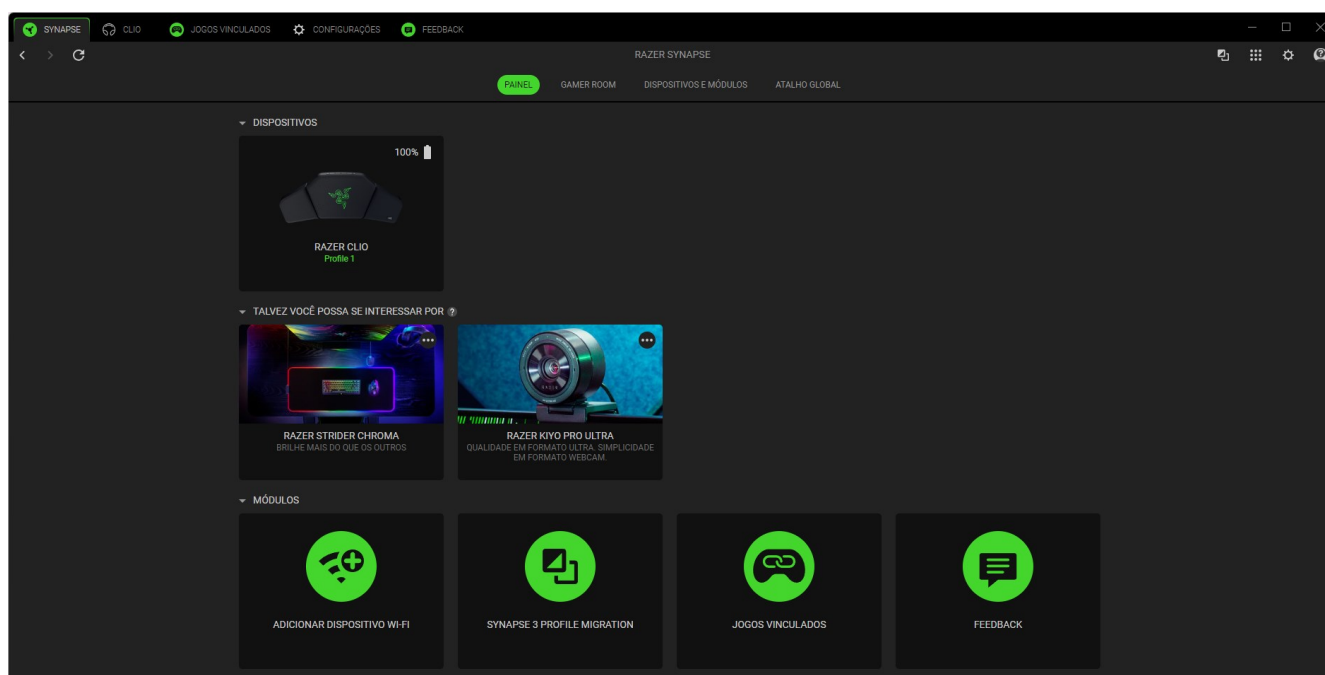 SYNAPSE CLIO JOGOS VINCULADOS CONFIGURAÇÕES FEEDBACK
RAZER SYNAPSE
PAINEL GAMER ROOM DISPOSITIVOS E MÓDULOS ATALHO GLOBAL
DISPOSITIVOS
100%
RAZER CLIO
Profile 1
TALVEZ VOCÊ POSSA SE INTERESSAR POR ?
RAZER STRIDER CHROMA
BRILHE MAIS DO QUE OS OUTROS
RAZER KIYO PRO ULTRA
QUALIDADE EM FORMATO ULTRA. SIMPLICIDADE
EM FORMATO WEBCAM.
MÓDULOS
ADICIONAR DISPOSITIVO WI-FI
SYNAPSE 3 PROFILE MIGRATION
JOGOS VINCULADOS
FEEDBACK